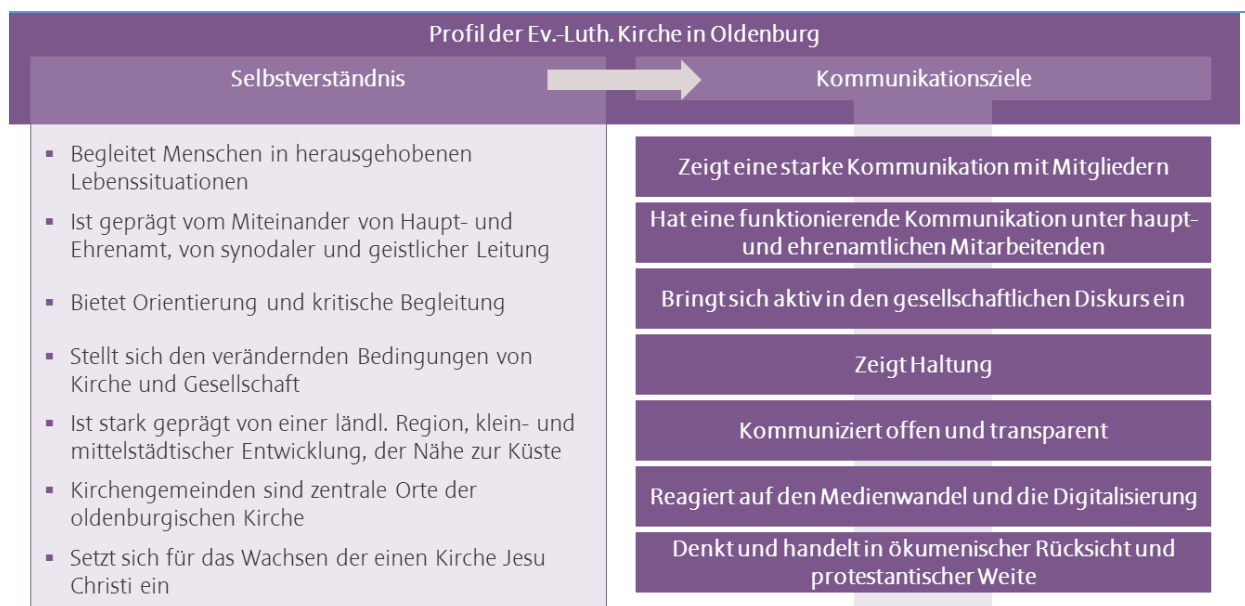 Profil der Ev.-Luth. Kirche in Oldenburg
Selbstverständnis
Kommunikationsziele
▪ Begleitet Menschen in herausgehobenen
Lebenssituationen
▪ Ist geprägt vom Miteinander von Haupt- und
Ehrenamt, von synodaler und geistlicher Leitung
▪ Bietet Orientierung und kritische Begleitung
▪ Stellt sich den verändernden Bedingungen von
Kirche und Gesellschaft
▪ Ist stark geprägt von einer ländl. Region, klein- und
mittelstädtischer Entwicklung, der Nähe zur Küste
▪ Kirchengemeinden sind zentrale Orte der
oldenburgischen Kirche
▪ Setzt sich für das Wachsen der einen Kirche Jesu
Christi ein
Zeigt eine starke Kommunikation mit Mitgliedern
Hat eine funktionierende Kommunikation unter haupt-
und ehrenamtlichen Mitarbeitenden
Bringt sich aktiv in den gesellschaftlichen Diskurs ein
Zeigt Haltung
Kommuniziert offen und transparent
Reagiert auf den Medienwandel und die Digitalisierung
Denkt und handelt in ökumenischer Rücksicht und
protestantischer Weite